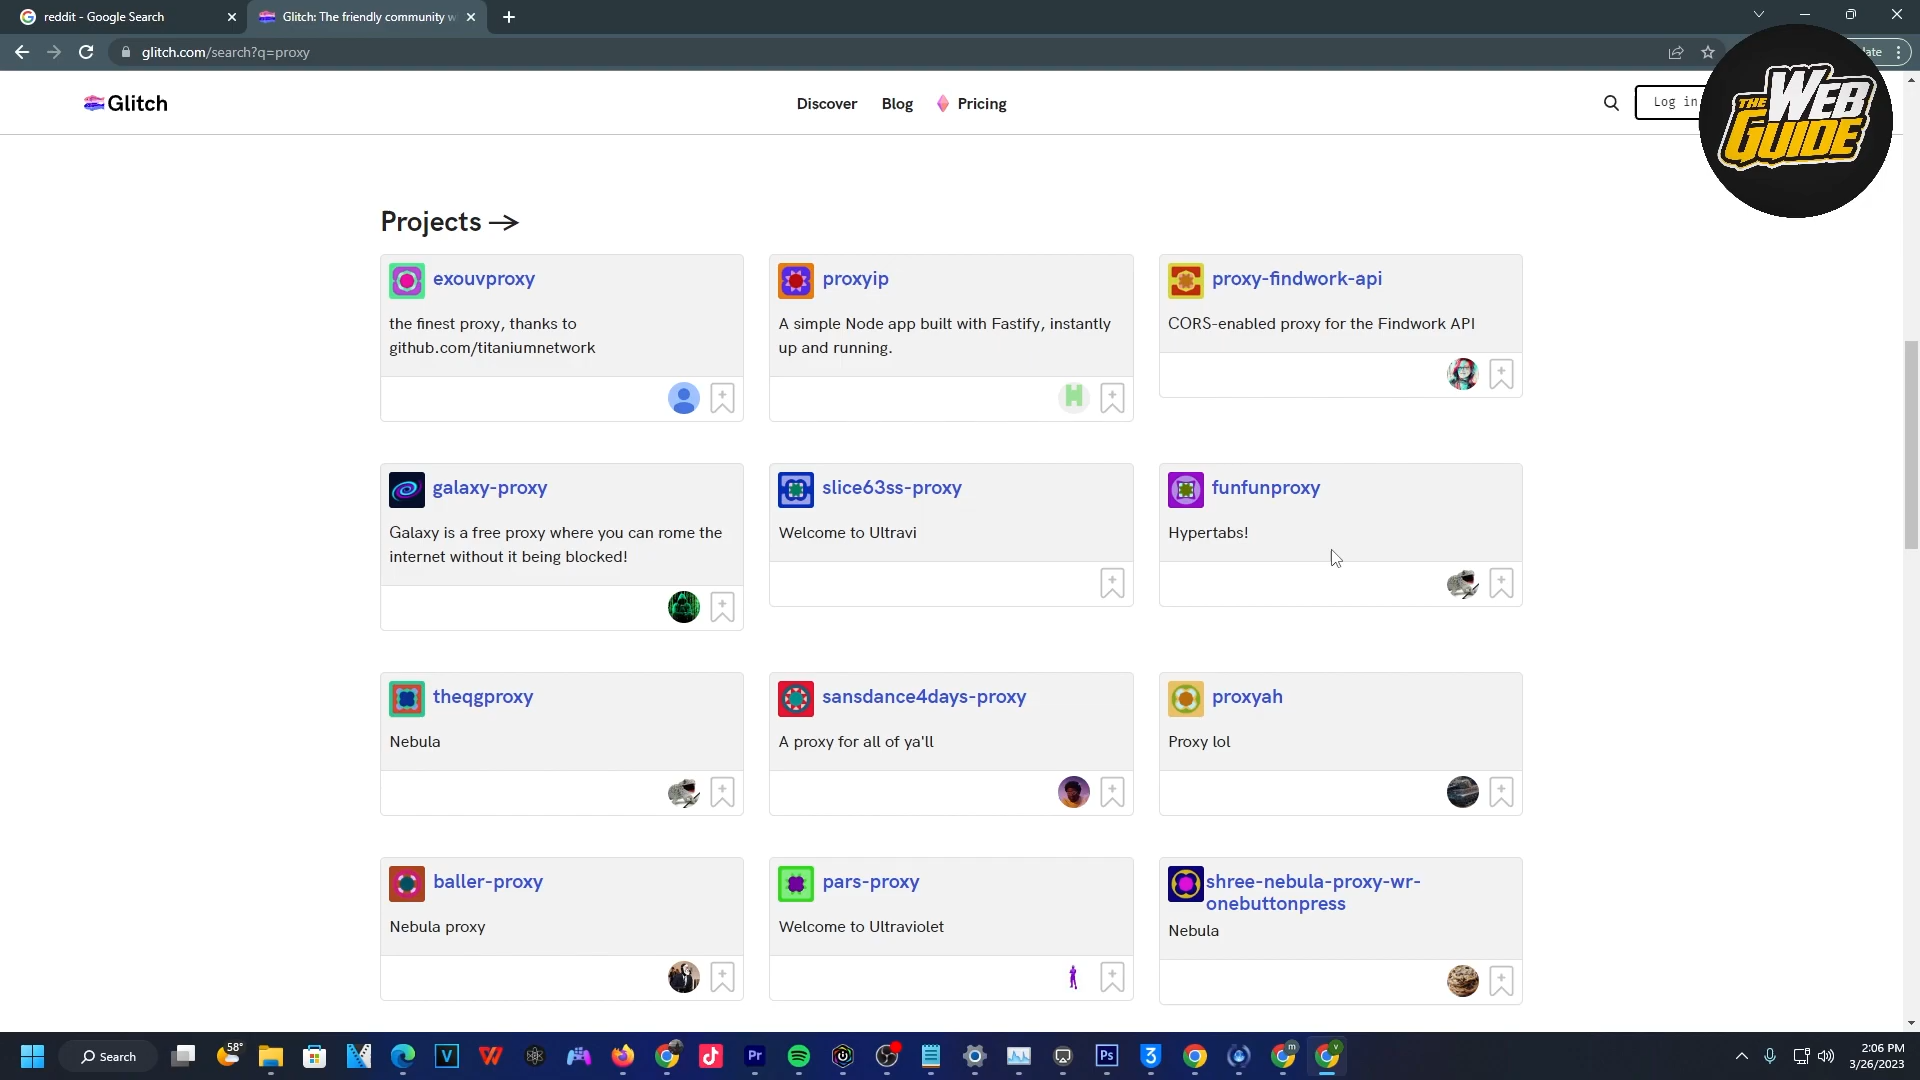 reddit - Google Search
Glitch: The friendly community w
glitch.com/search?q=proxy
ate
Glitch
Discover
Blog
Pricing
Log in
THE WEB GUIDE
Projects →
exouvproxy
the finest proxy, thanks to
github.com/titaniumnetwork
proxyip
A simple Node app built with Fastify, instantly
up and running.
proxy-findwork-api
CORS-enabled proxy for the Findwork API
galaxy-proxy
Galaxy is a free proxy where you can rome the
internet without it being blocked!
slice63ss-proxy
Welcome to Ultravi
funfunproxy
Hypertabs!
theqgproxy
Nebula
sansdance4days-proxy
A proxy for all of ya'll
proxyah
Proxy lol
baller-proxy
Nebula proxy
pars-proxy
Welcome to Ultraviolet
shree-nebula-proxy-wr-
onebuttonpress
Nebula
Search
58°
V
Pr
Ps
3
m
v
2:06 PM
3/26/2023